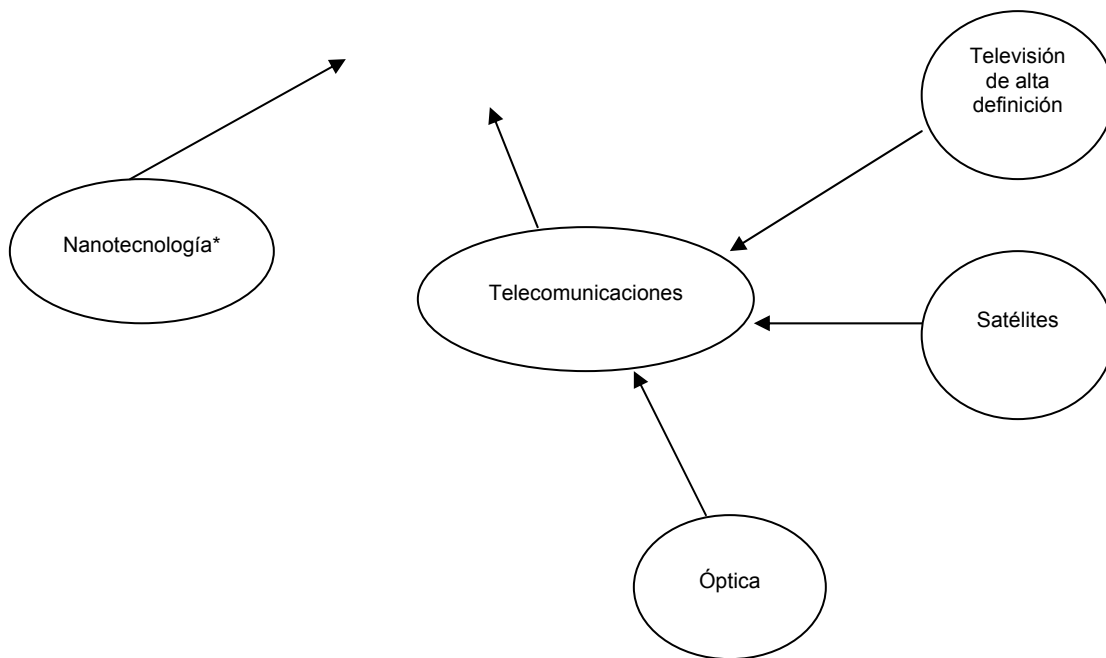 Televisión
de alta
definición
Nanotecnología*
Telecomunicaciones
Satélites
Óptica